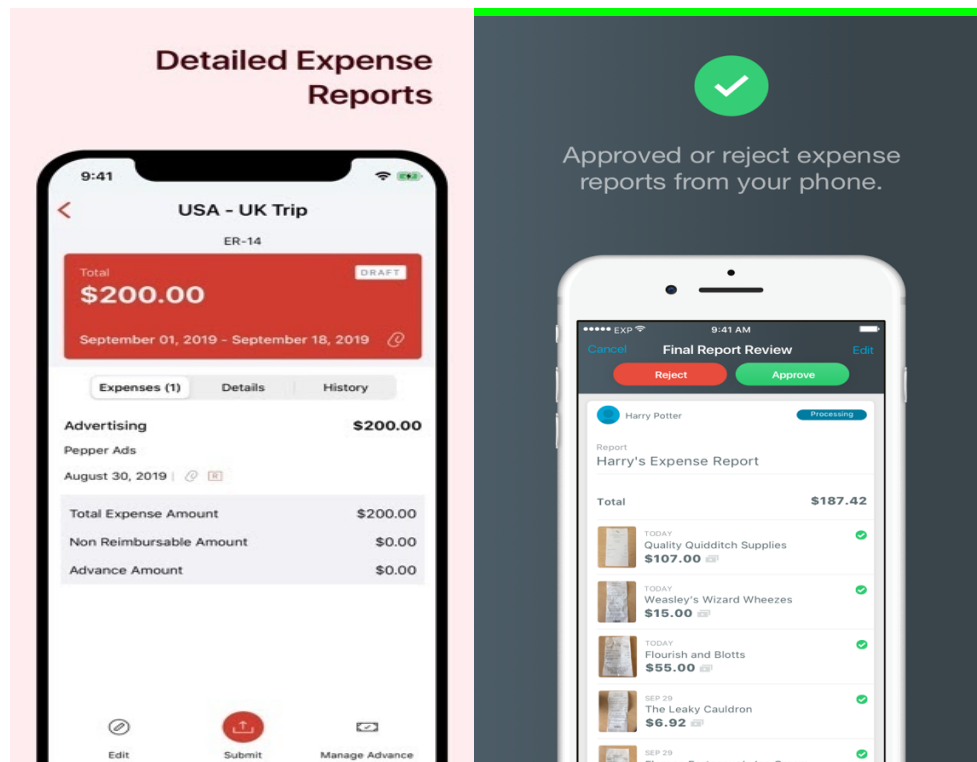 Detailed Expense
Reports
9:41
USA - UK Trip
ER-14
Total
DRAFT
$200.00
September 01, 2019 - September 18, 2019
Expenses (1)
Details
History
Advertising
$200.00
Pepper Ads
August 30, 2019
R
Total Expense Amount
$200.00
Non Reimbursable Amount
$0.00
Advance Amount
$0.00
Edit
Submit
Manage Advance
Approved or reject expense
reports from your phone.
EXP
9:41 AM
Cancel
Final Report Review
Edit
Reject
Approve
Harry Potter
Processing
Report
Harry's Expense Report
Total
$187.42
TODAY
Quality Quidditch Supplies
$107.00
TODAY
Weasley's Wizard Wheezes
$15.00
TODAY
Flourish and Blotts
$55.00
SEP 29
The Leaky Cauldron
$6.92
SEP 29